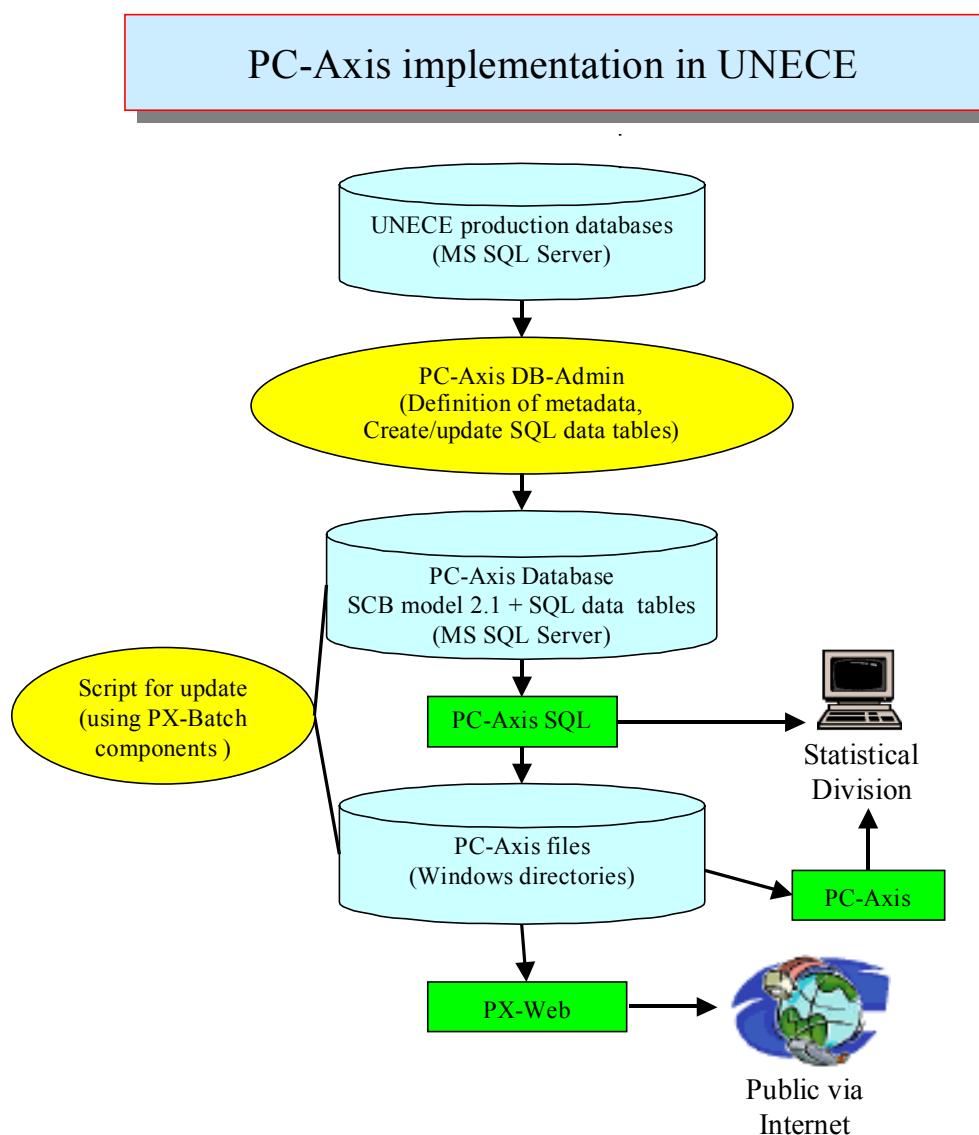 PC-Axis implementation in UNECE
UNECE production databases
(MS SQL Server)
PC-Axis DB-Admin
(Definition of metadata,
Create/update SQL data tables)
PC-Axis Database
SCB model 2.1 + SQL data tables
(MS SQL Server)
Script for update
(using PX-Batch
components )
PC-Axis SQL
Statistical
Division
PC-Axis files
(Windows directories)
PC-Axis
PX-Web
Public via
Internet